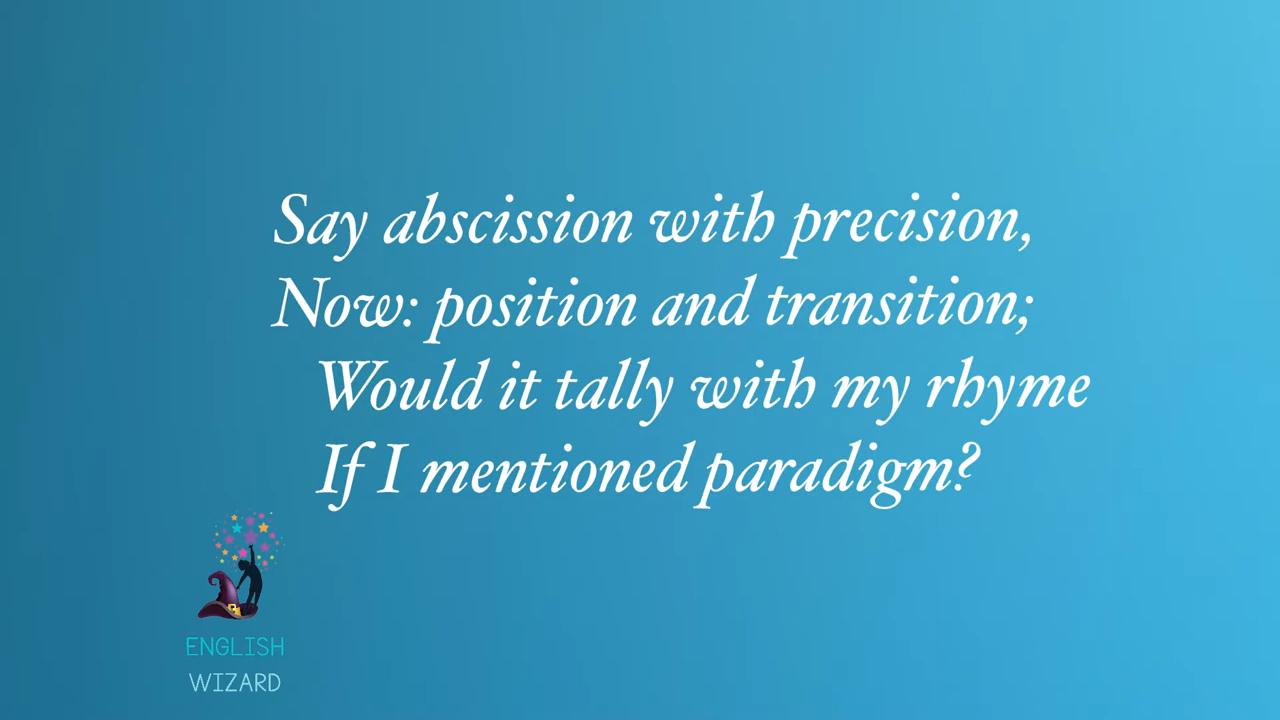 Say abscission with precision,
Now: position and transition;
Would it tally with my rhyme
If I mentioned paradigm?
ENGLISH
WIZARD